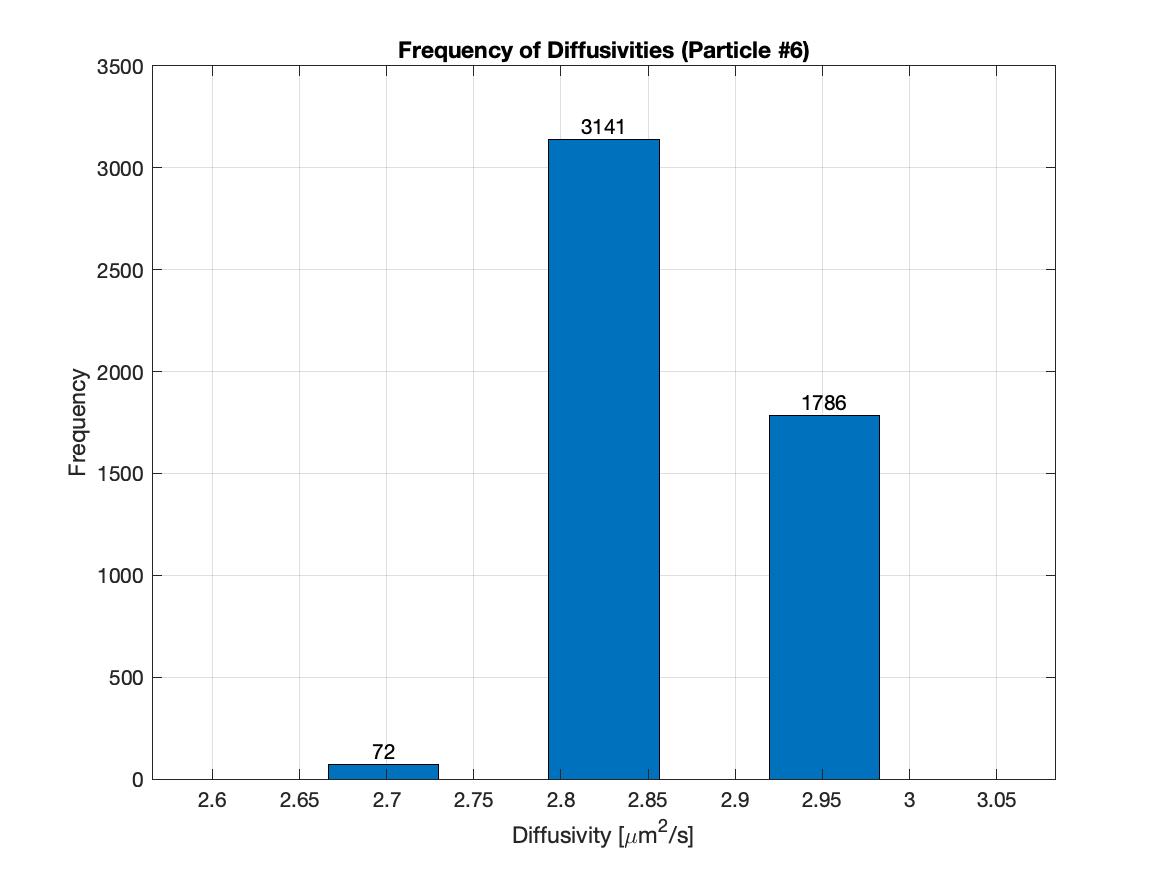 Frequency of Diffusivities (Particle #6)
3500
3000
2500
2000
1500
1000
500
0
Frequency
72
3141
1786
2.6 2.65 2.7 2.75 2.8 2.85 2.9 2.95 3 3.05
Diffusivity [μm²/s]